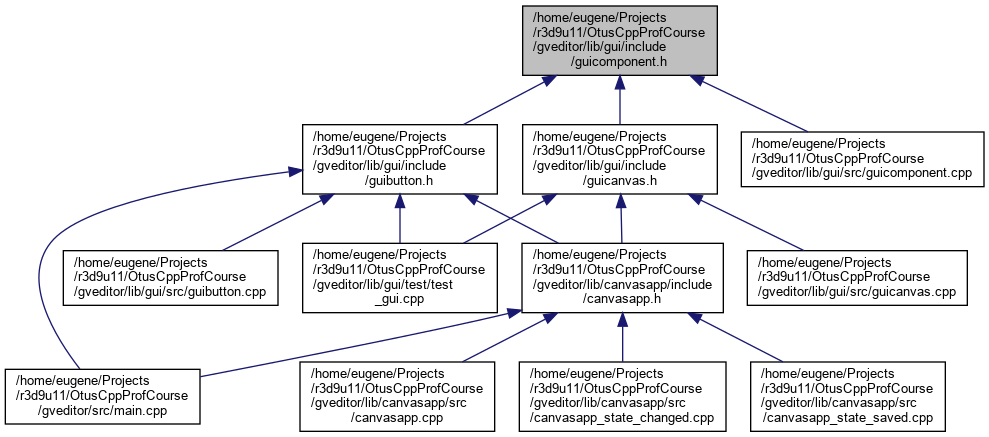 /home/eugene/Projects
/r3d9u11/OtusCppProfCourse
/gveditor/lib/gui/include
/guicomponent.h
/home/eugene/Projects
/r3d9u11/OtusCppProfCourse
/gveditor/lib/gui/include
/guibutton.h
/home/eugene/Projects
/r3d9u11/OtusCppProfCourse
/gveditor/lib/gui/include
/guicanvas.h
/home/eugene/Projects
/r3d9u11/OtusCppProfCourse
/gveditor/lib/gui/src/guicomponent.cpp
/home/eugene/Projects
/r3d9u11/OtusCppProfCourse
/gveditor/lib/gui/src/guibutton.cpp
/home/eugene/Projects
/r3d9u11/OtusCppProfCourse
/gveditor/lib/gui/test/test
_gui.cpp
/home/eugene/Projects
/r3d9u11/OtusCppProfCourse
/gveditor/lib/canvasapp/include
/canvasapp.h
/home/eugene/Projects
/r3d9u11/OtusCppProfCourse
/gveditor/lib/gui/src/guicanvas.cpp
/home/eugene/Projects
/r3d9u11/OtusCppProfCourse
/gveditor/src/main.cpp
/home/eugene/Projects
/r3d9u11/OtusCppProfCourse
/gveditor/lib/canvasapp/src
/canvasapp.cpp
/home/eugene/Projects
/r3d9u11/OtusCppProfCourse
/gveditor/lib/canvasapp/src
/canvasapp_state_changed.cpp
/home/eugene/Projects
/r3d9u11/OtusCppProfCourse
/gveditor/lib/canvasapp/src
/canvasapp_state_saved.cpp